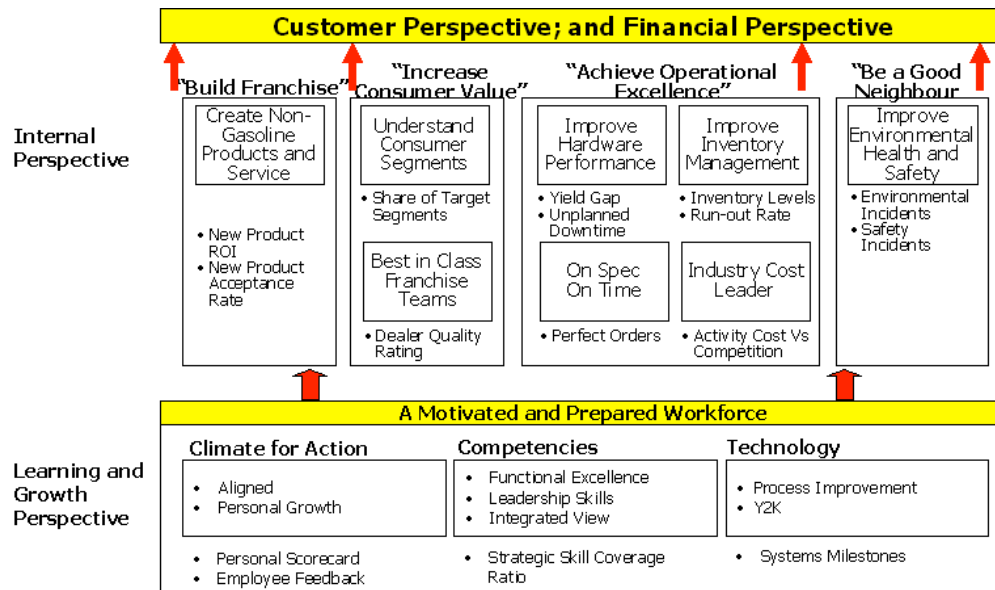 Customer Perspective; and Financial Perspective
"Build Franchise"
"Increase
Consumer Value"
"Achieve Operational
Excellence"
"Be a Good
Neighbour
Internal
Perspective
Create Non-
Gasoline
Products and
Service
• New Product
ROI
• New Product
Acceptance
Rate
Understand
Consumer
Segments
• Share of Target
Segments
Best in Class
Franchise
Teams
• Dealer Quality
Rating
Improve
Hardware
Performance
• Yield Gap
• Unplanned
Downtime
Improve
Inventory
Management
• Inventory Levels
• Run-out Rate
On Spec
On Time
• Perfect Orders
Industry Cost
Leader
• Activity Cost Vs
Competition
Improve
Environmental
Health and
Safety
• Environmental
Incidents
• Safety
Incidents
A Motivated and Prepared Workforce
Learning and
Growth
Perspective
Climate for Action
• Aligned
• Personal Growth
• Personal Scorecard
• Employee Feedback
Competencies
• Functional Excellence
• Leadership Skills
• Integrated View
• Strategic Skill Coverage
Ratio
Technology
• Process Improvement
• Y2K
• Systems Milestones